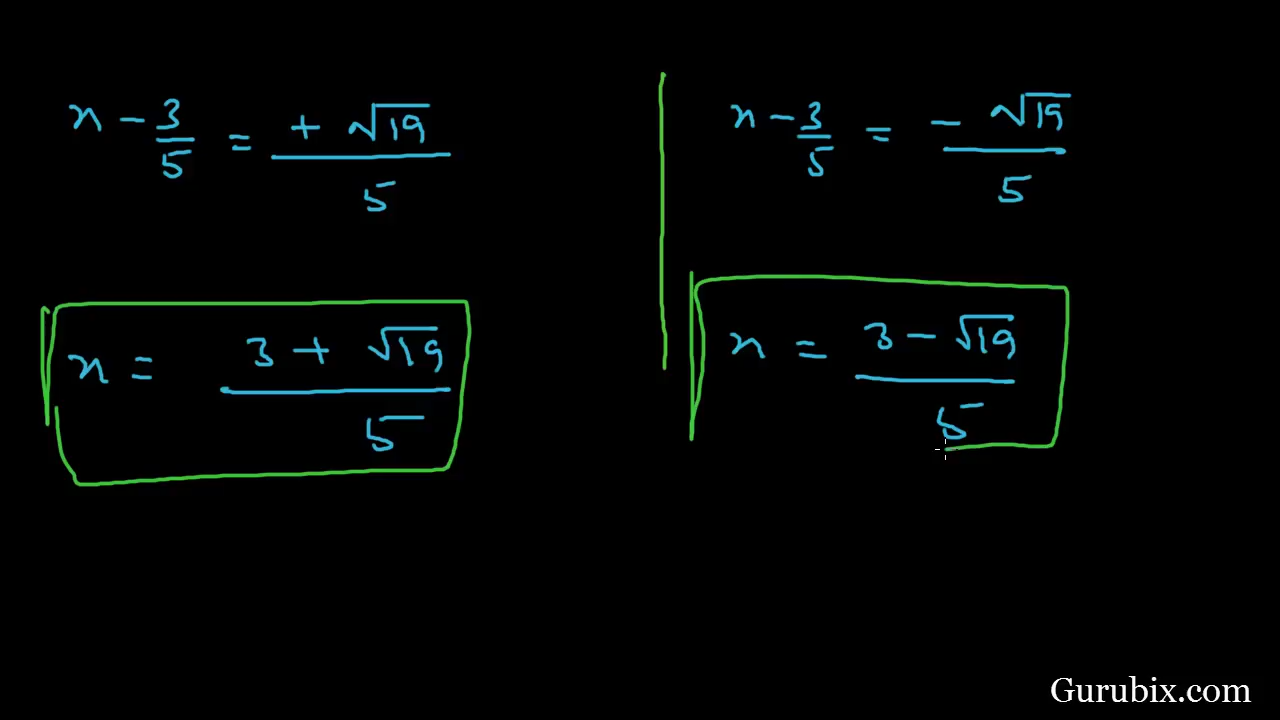 n - 3/5 = + √19 / 5
n = 3 + √19 / 5
n - 3/5 = - √19 / 5
n = 3 - √19 / 5
Gurubix.com